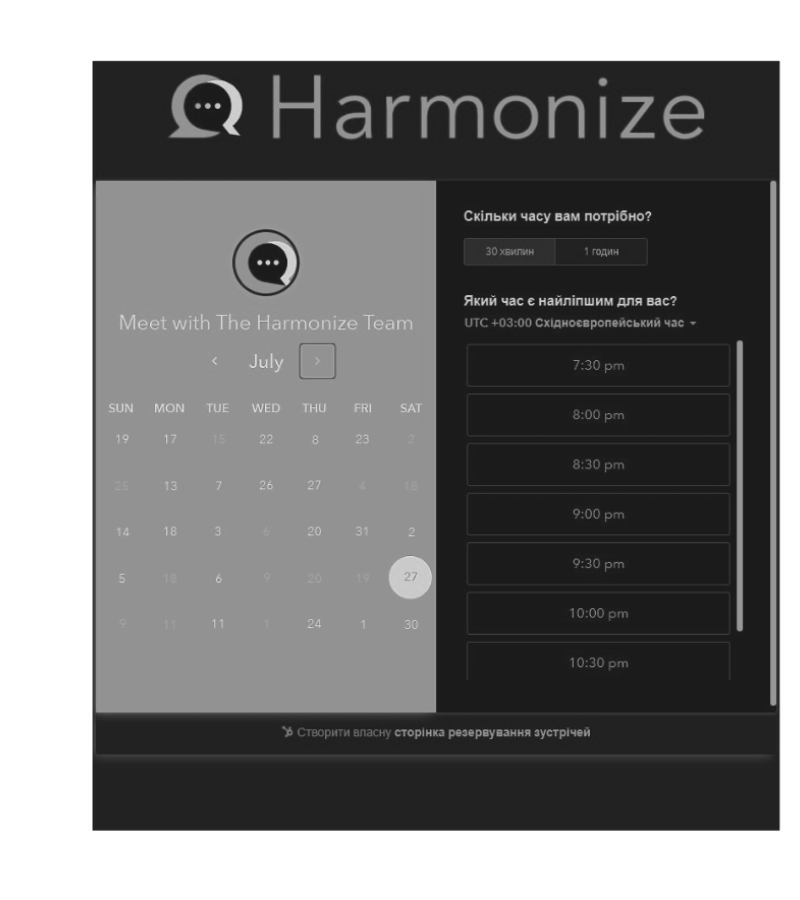 Harmonize
Meet with The Harmonize Team
‹ July ›
SUN MON TUE WED THU FRI SAT
19 17 15 22 8 23 2
25 13 7 26 27 4 18
14 18 3 6 20 31 2
5 18 6 9 20 19 27
9 11 11 1 24 1 30
Скільки часу вам потрібно?
30 хвилин 1 годин
Який час є найліпшим для вас?
UTC +03:00 Східноєвропейський час
7:30 pm
8:00 pm
8:30 pm
9:00 pm
9:30 pm
10:00 pm
10:30 pm
Створити власну сторінка резервування зустрічей